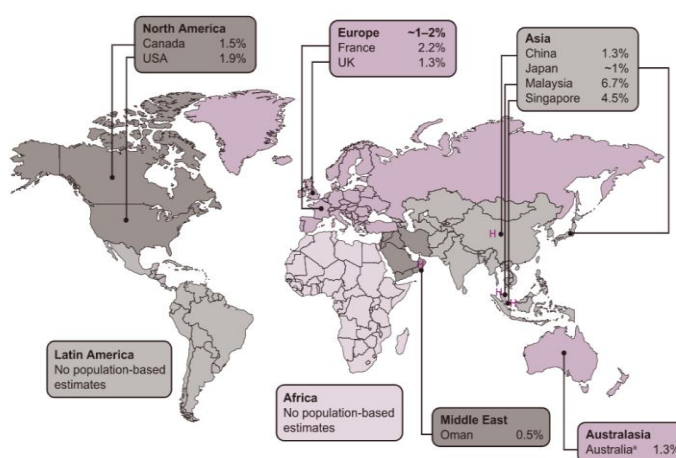 North America
Canada 1.5%
USA 1.9%
Europe ~1–2%
France 2.2%
UK 1.3%
Asia
China 1.3%
Japan ~1%
Malaysia 6.7%
Singapore 4.5%
H
H
H
H
Latin America
No population-based
estimates
Africa
No population-based
estimates
Middle East
Oman 0.5%
Australasia
Australiaᵃ 1.3%